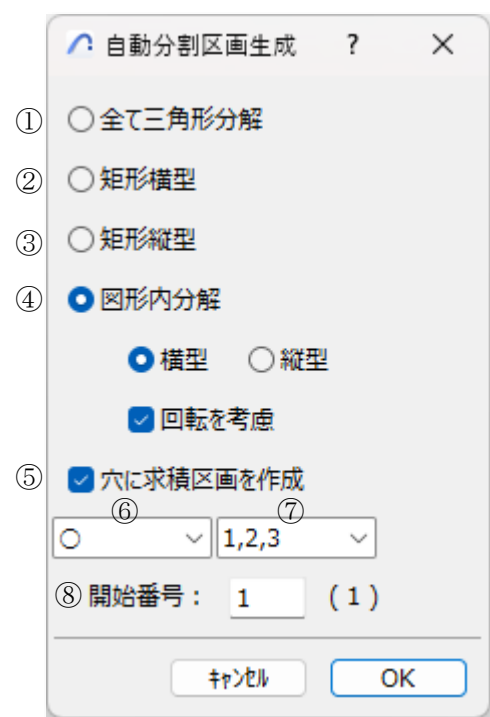 自動分割区画生成 ? ×
① 全て三角形分解
② 矩形横型
③ 矩形縦型
④ 図形内分解
横型 縦型
回転を考慮
⑤ 穴に求積区画を作成
⑥ ⑦
○ 1,2,3
⑧ 開始番号： 1 ( 1 )
ｷｬﾝｾﾙ OK